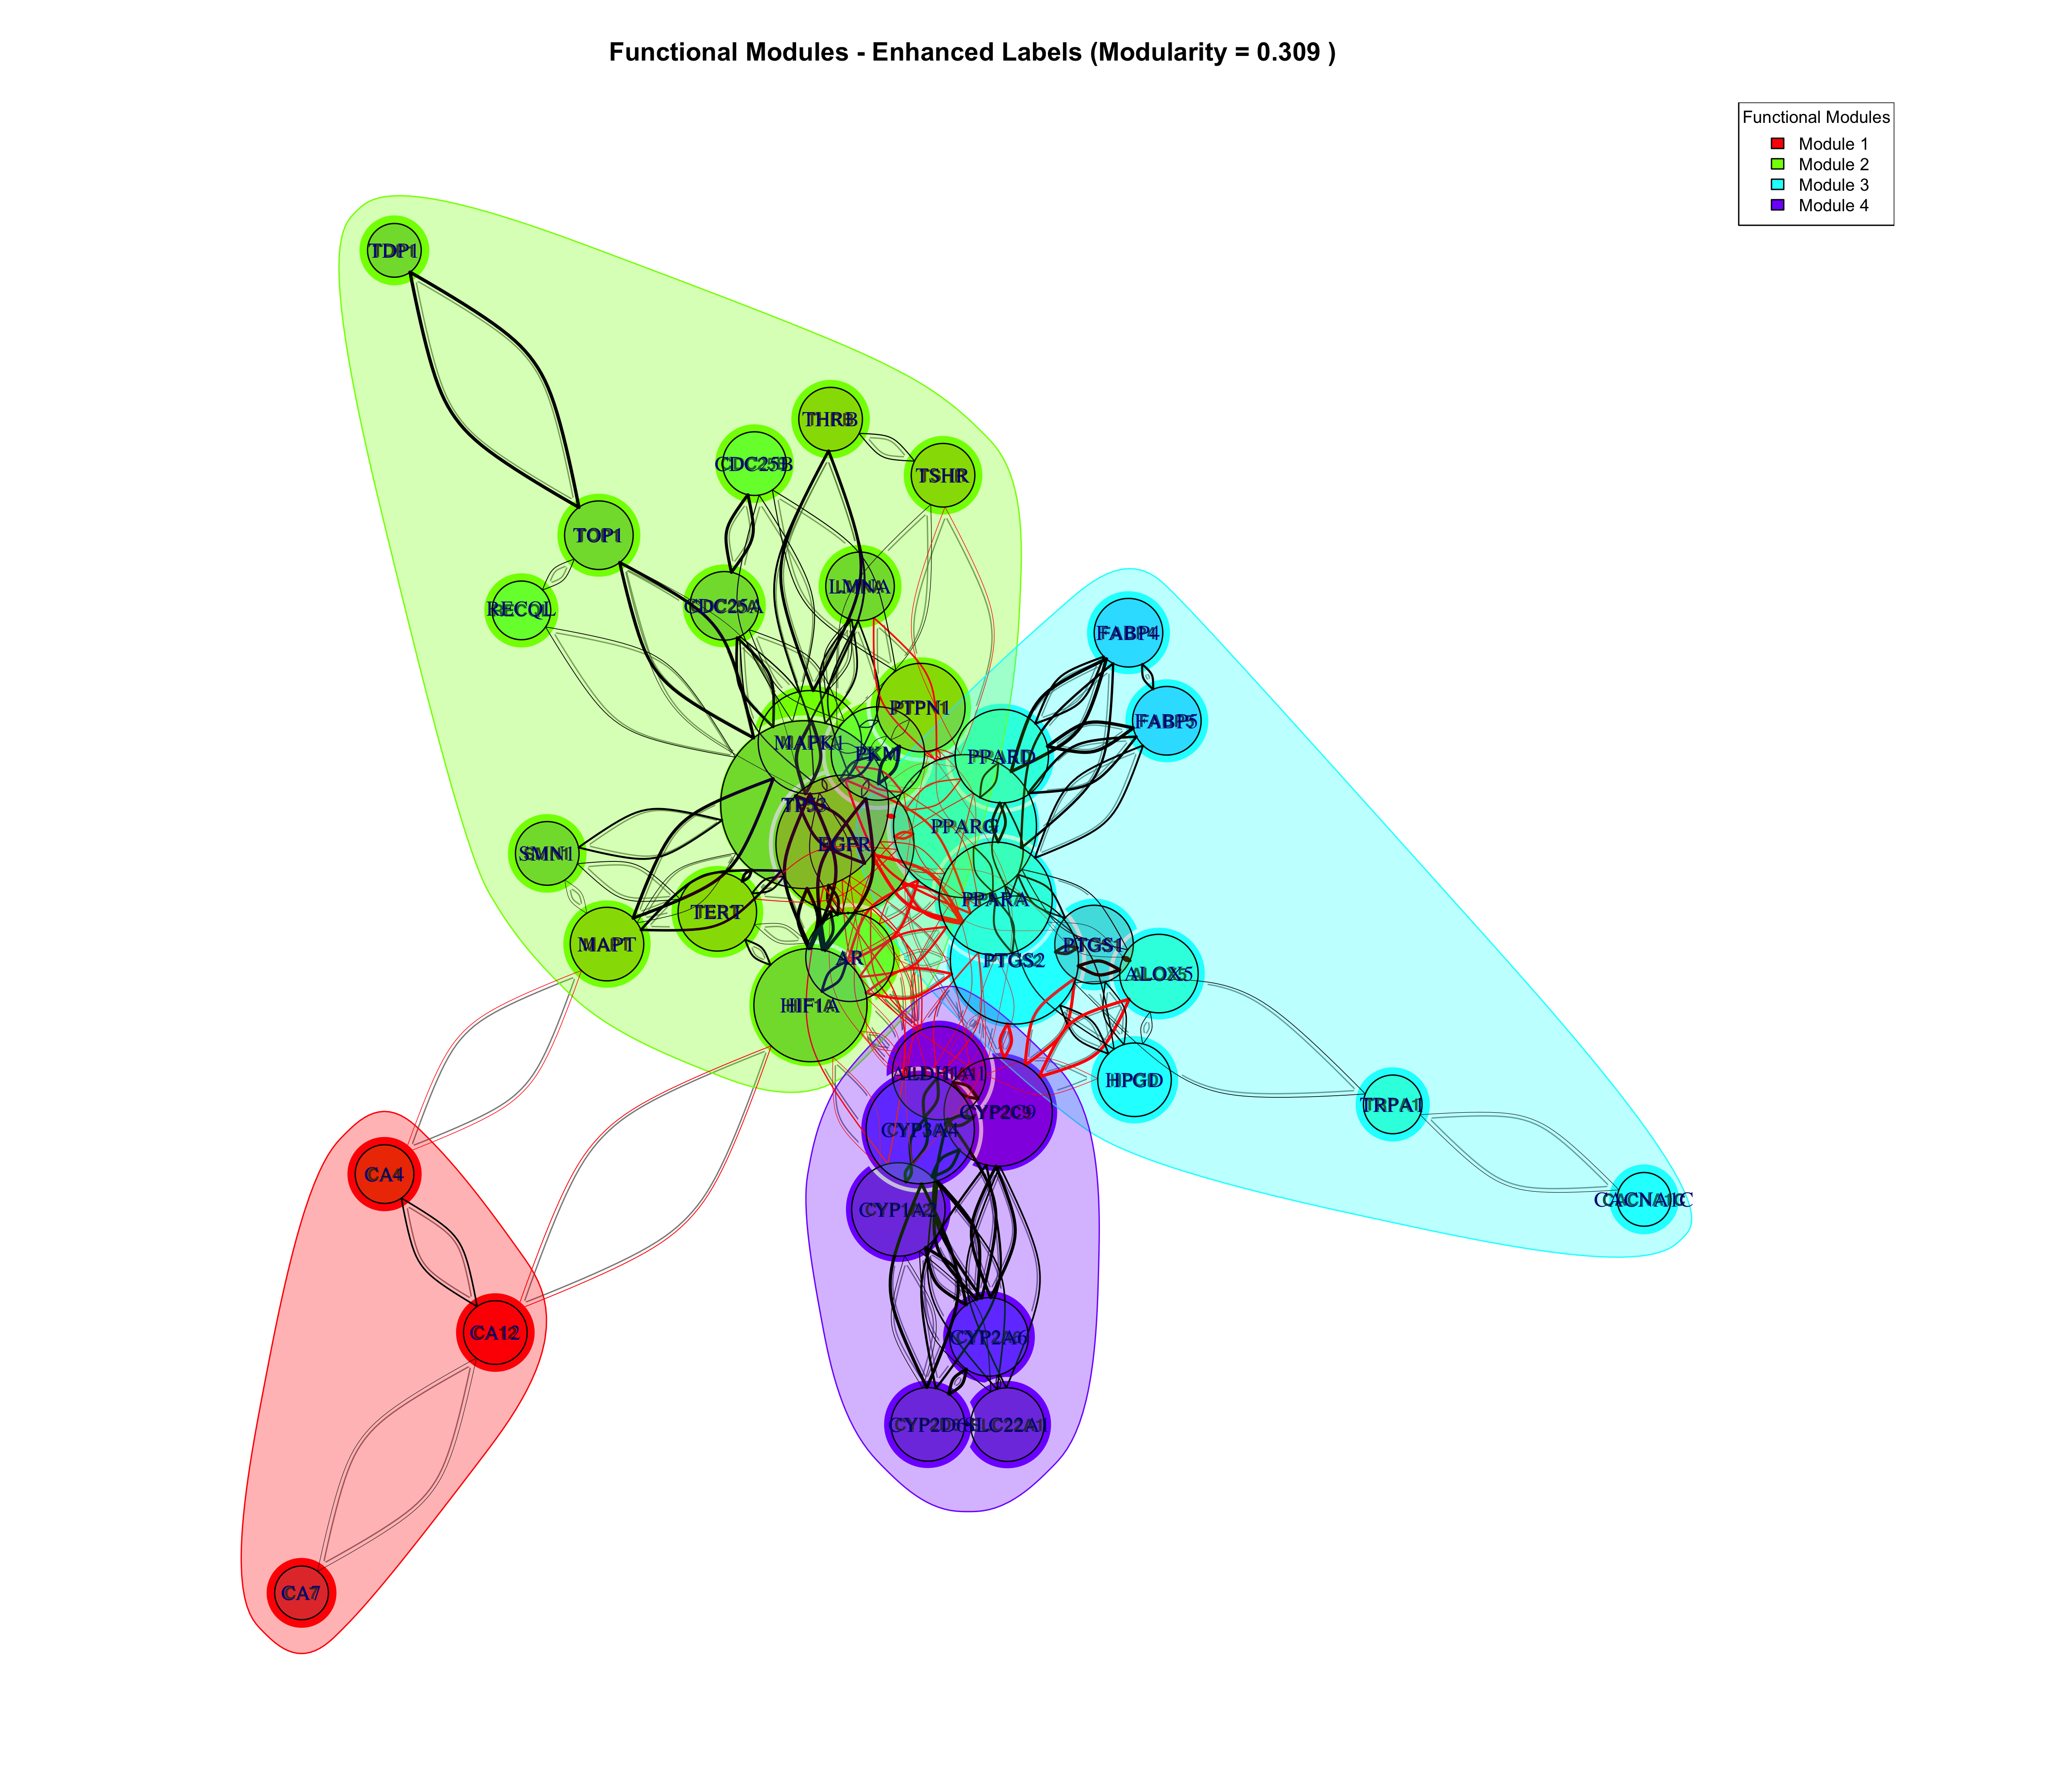 Functional Modules - Enhanced Labels (Modularity = 0.309 )
Functional Modules
Module 1
Module 2
Module 3
Module 4
TDP1
THRB
CDC25B
TSHR
TOP1
LMNA
CDC25A
RECQL
FABP4
PTPN1
FABP5
MAPK1
PKM
PPARD
TP53
PPARG
EGFR
SMN1
PPARA
TERT
MAPT
PTGS1
AR
PTGS2
ALOX5
HIF1A
ALDH1A1
HPGD
TRPA1
CYP2C9
CYP3A4
CA4
CACNA1C
CYP1A2
CA12
CYP2A6
CYP2D6
SLC22A1
CA7